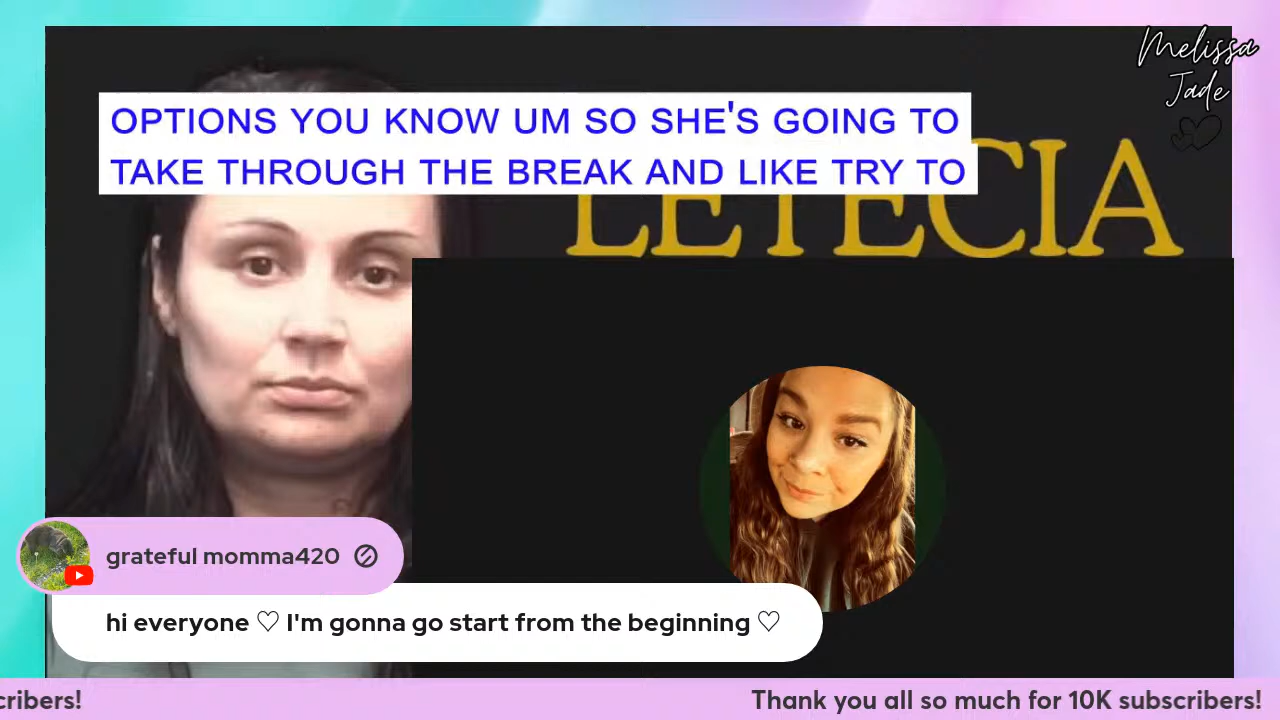 Melissa
Jade
OPTIONS YOU KNOW UM SO SHE'S GOING TO
TAKE THROUGH THE BREAK AND LIKE TRY TO
LETECIA
grateful momma420
hi everyone ♡ I'm gonna go start from the beginning ♡
cribers! Thank you all so much for 10K subscribers!